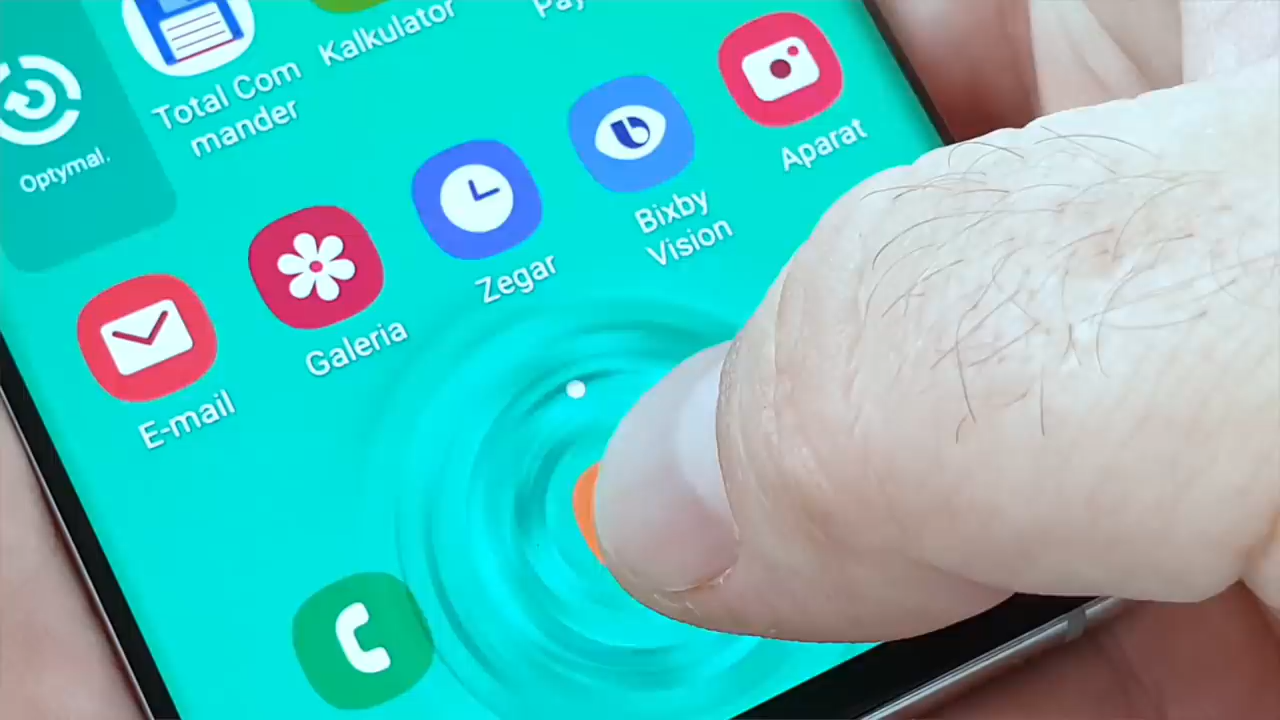 Kalkulator
Total Com
mander
Optymal.
Aparat
Bixby
Vision
Zegar
Galeria
E-mail